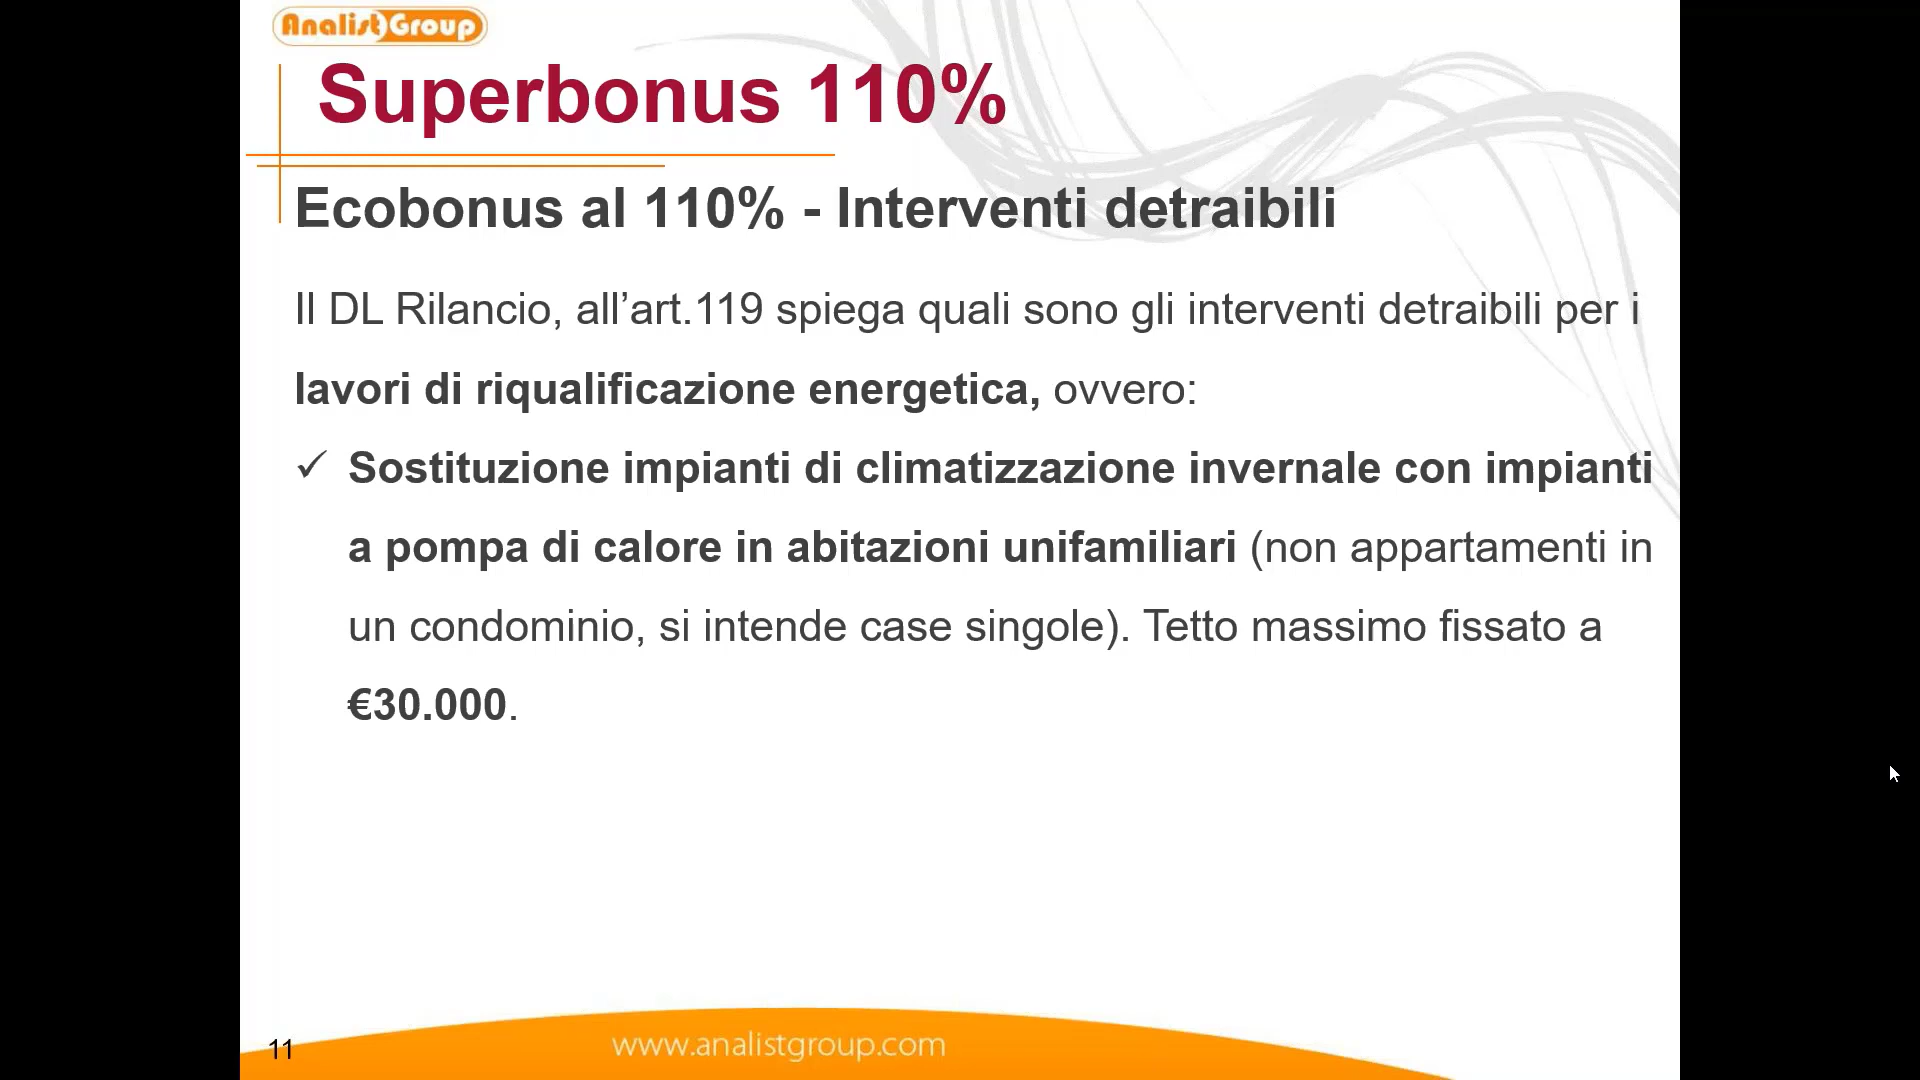 Analist Group
Superbonus 110%
Ecobonus al 110% - Interventi detraibili
Il DL Rilancio, all’art.119 spiega quali sono gli interventi detraibili per i
lavori di riqualificazione energetica, ovvero:
✓ Sostituzione impianti di climatizzazione invernale con impianti
a pompa di calore in abitazioni unifamiliari (non appartamenti in
un condominio, si intende case singole). Tetto massimo fissato a
€30.000.
11
www.analistgroup.com